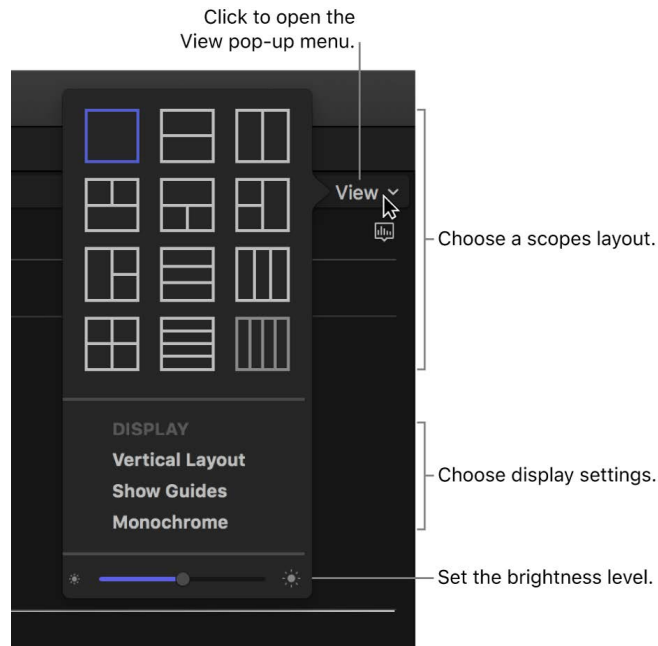 Click to open the
View pop-up menu.
View
Choose a scopes layout.
DISPLAY
Vertical Layout
Show Guides
Monochrome
Choose display settings.
Set the brightness level.